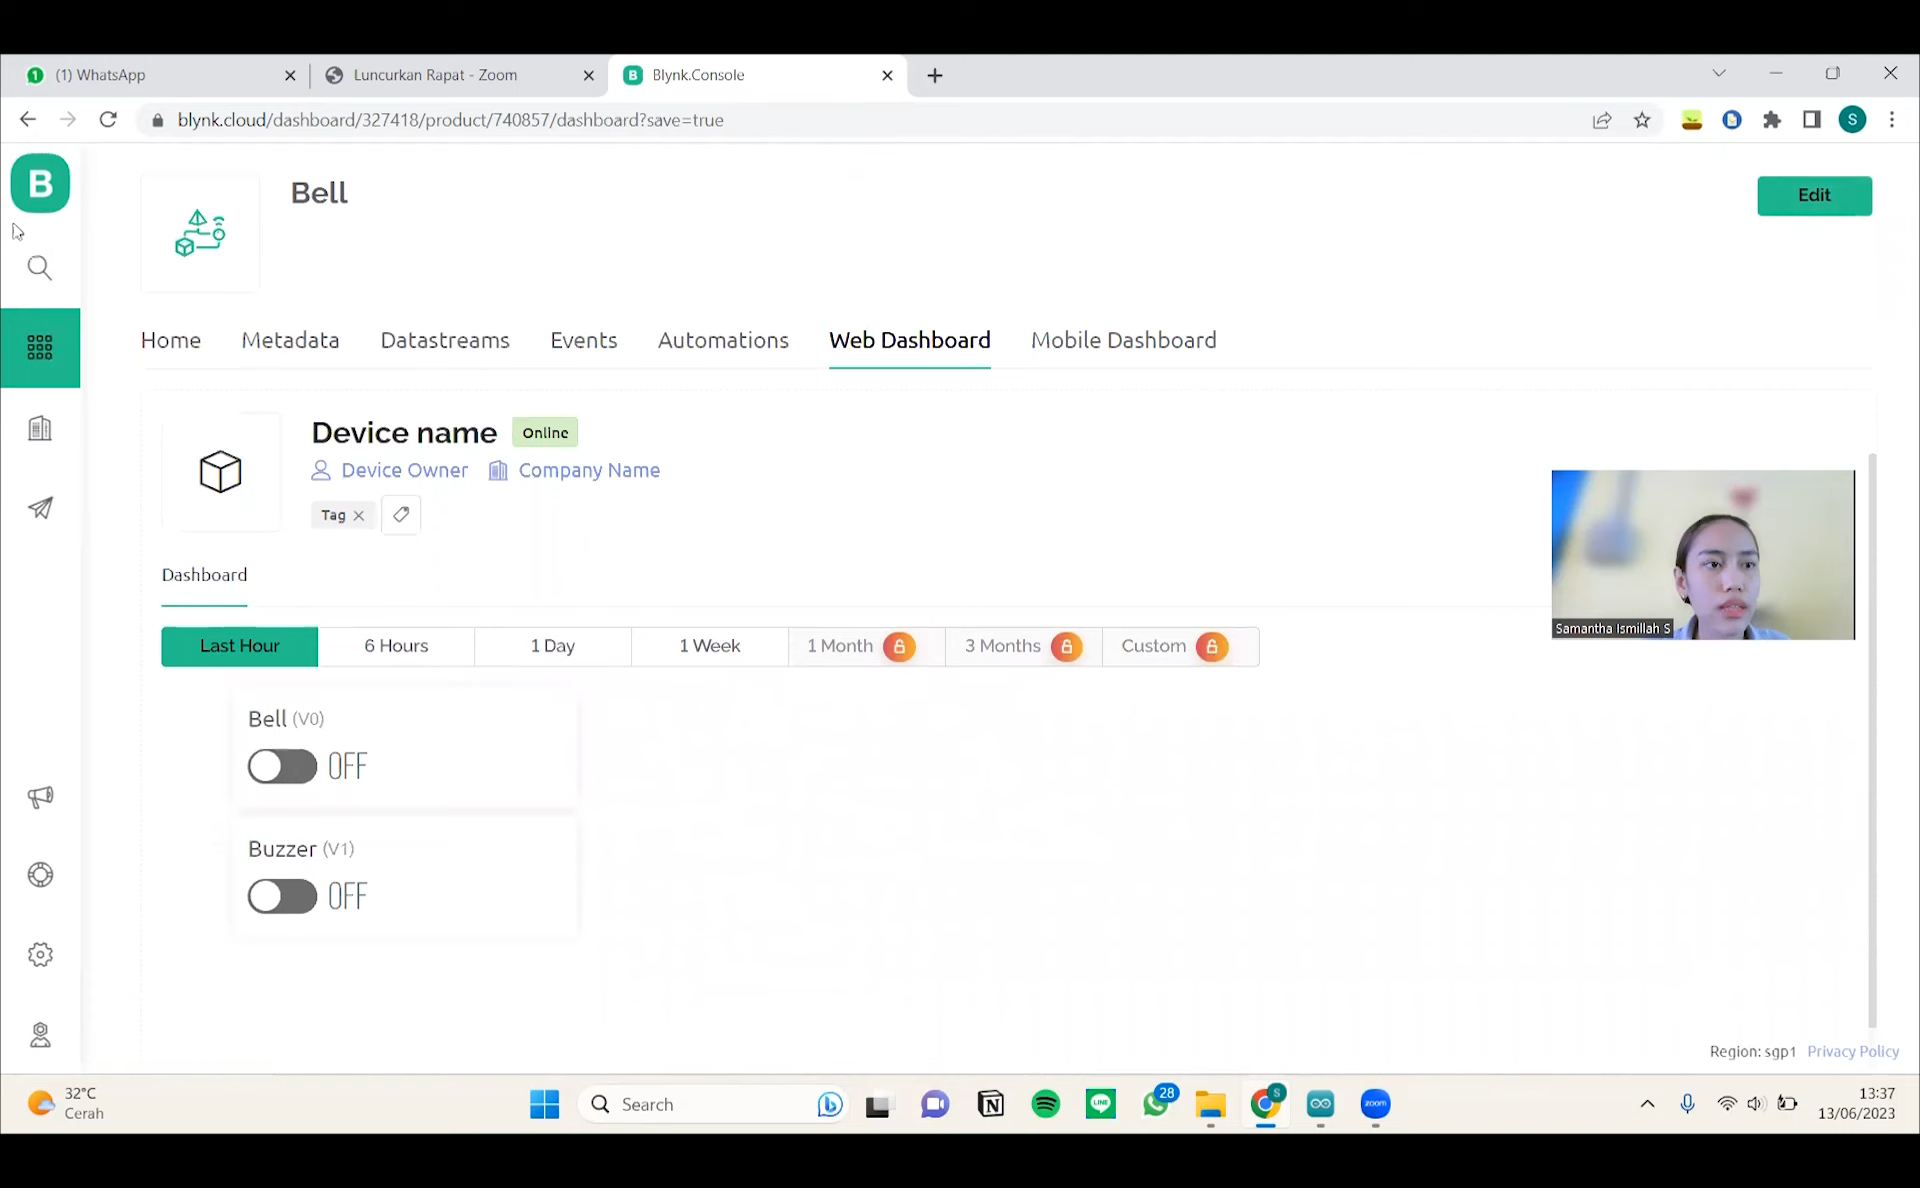 (1) WhatsApp
Luncurkan Rapat - Zoom
Blynk.Console
blynk.cloud/dashboard/327418/product/740857/dashboard?save=true
S
B
Bell
Edit
Home
Metadata
Datastreams
Events
Automations
Web Dashboard
Mobile Dashboard
Device name
Online
Device Owner
Company Name
Tag
Dashboard
Last Hour
6 Hours
1 Day
1 Week
1 Month
3 Months
Custom
Samantha Ismillah S
Bell (V0)
OFF
Buzzer (V1)
OFF
Region: sgp1
Privacy Policy
32°C
Cerah
Search
LINE
28
S
zoom
13:37
13/06/2023